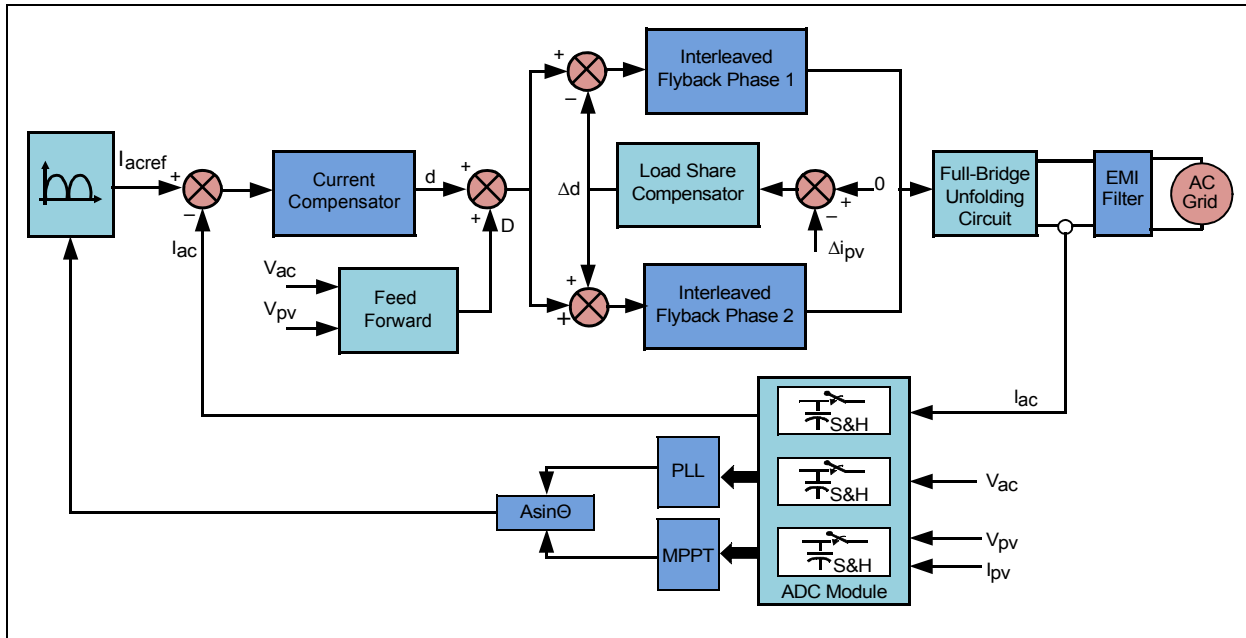 Interleaved
Flyback Phase 1
+
−
Iacref
+
−
Iac
Current
Compensator
d
+
+
D
Δd
Load Share
Compensator
0
+
−
Δipv
Full-Bridge
Unfolding
Circuit
EMI
Filter
AC
Grid
Vac
Vpv
Feed
Forward
+
+
Interleaved
Flyback Phase 2
S&H
Iac
PLL
S&H
Vac
AsinΘ
MPPT
S&H
Vpv
Ipv
ADC Module